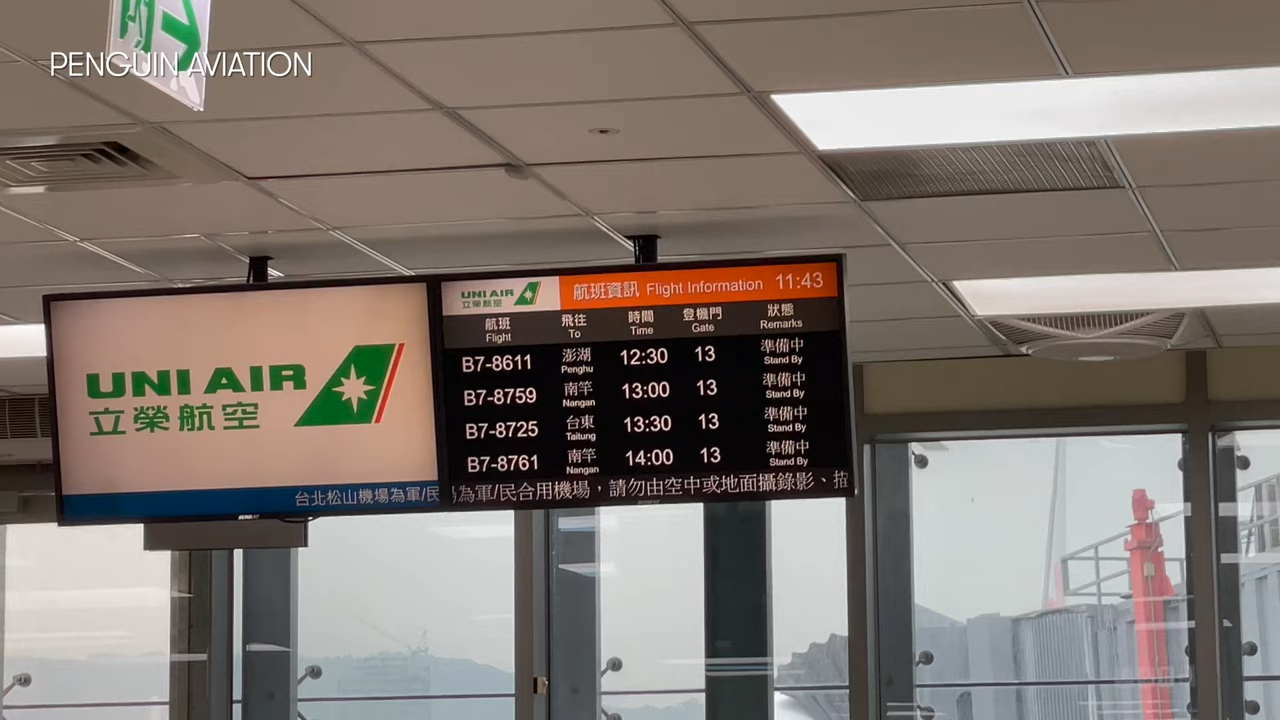 PENGUIN AVIATION
UNI AIR
立榮航空
台北松山機場為軍/民
UNI AIR
立榮航空
航班資訊 Flight Information 11:43
航班 飛往 時間 登機門 狀態
Flight To Time Gate Remarks
B7-8611 澎湖 Penghu 12:30 13 準備中 Stand By
B7-8759 南竿 Nangan 13:00 13 準備中 Stand By
B7-8725 台東 Taitung 13:30 13 準備中 Stand By
B7-8761 南竿 Nangan 14:00 13 準備中 Stand By
為軍/民合用機場，請勿由空中或地面攝錄影、描